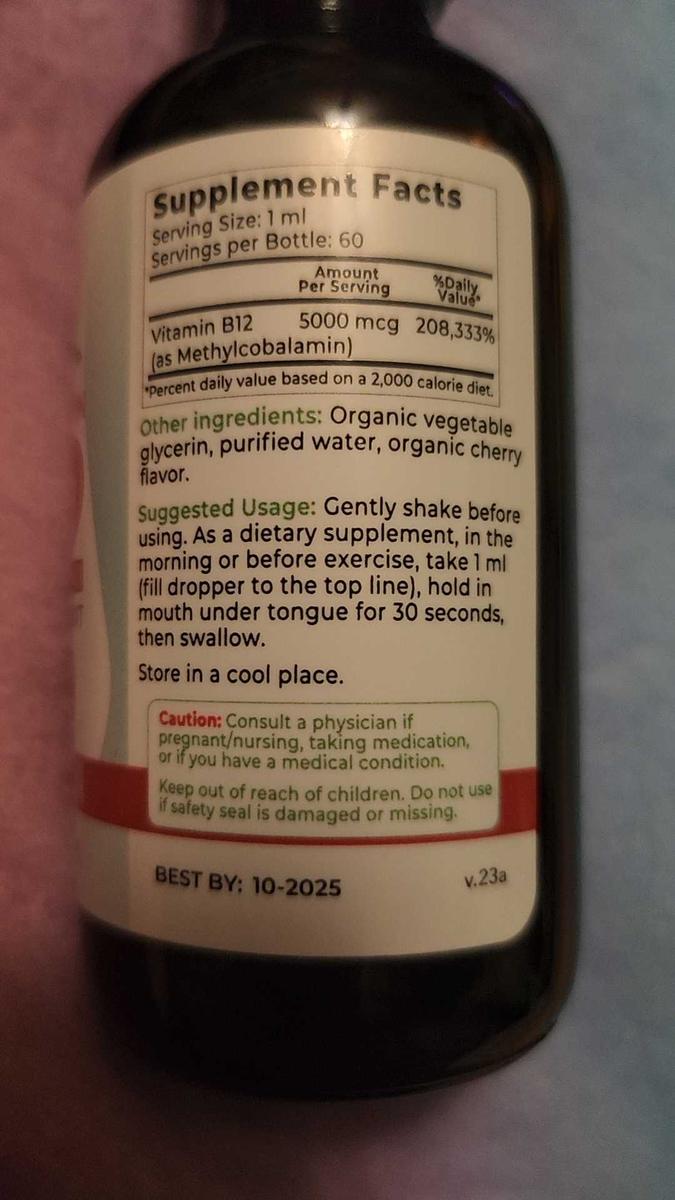 Supplement Facts
Serving Size: 1 ml
Servings per Bottle: 60
Amount Per Serving
%Daily Value*
Vitamin B12 5000 mcg 208,333%
(as Methylcobalamin)
*Percent daily value based on a 2,000 calorie diet.
Other ingredients: Organic vegetable
glycerin, purified water, organic cherry
flavor.
Suggested Usage: Gently shake before
using. As a dietary supplement, in the
morning or before exercise, take 1 ml
(fill dropper to the top line), hold in
mouth under tongue for 30 seconds,
then swallow.
Store in a cool place.
Caution: Consult a physician if
pregnant/nursing, taking medication,
or if you have a medical condition.
Keep out of reach of children. Do not use
if safety seal is damaged or missing.
BEST BY: 10-2025
v.23a